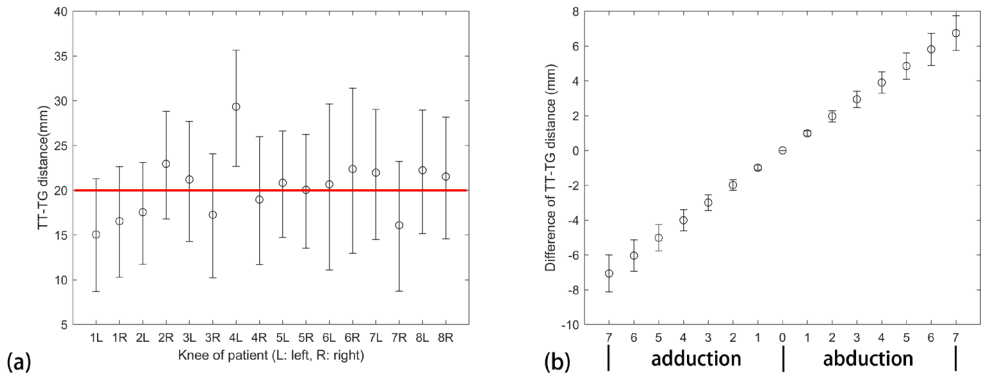 40
35
30
25
20
15
10
5
TT-TG distance(mm)
1L 1R 2L 2R 3L 3R 4L 4R 5L 5R 6L 6R 7L 7R 8L 8R
Knee of patient (L: left, R: right)
(a)
8
6
4
2
0
-2
-4
-6
-8
-10
Difference of TT-TG distance (mm)
7 6 5 4 3 2 1 0 1 2 3 4 5 6 7
adduction abduction
(b)